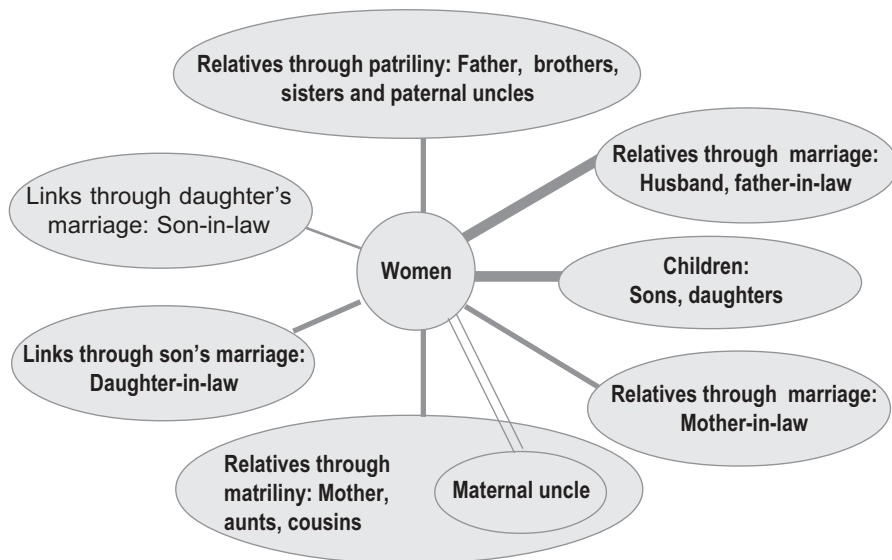 Relatives through patriliny: Father, brothers,
sisters and paternal uncles
Relatives through marriage:
Husband, father-in-law
Links through daughter’s
marriage: Son-in-law
Women
Children:
Sons, daughters
Links through son’s marriage:
Daughter-in-law
Relatives through marriage:
Mother-in-law
Relatives through
matriliny: Mother,
aunts, cousins
Maternal uncle